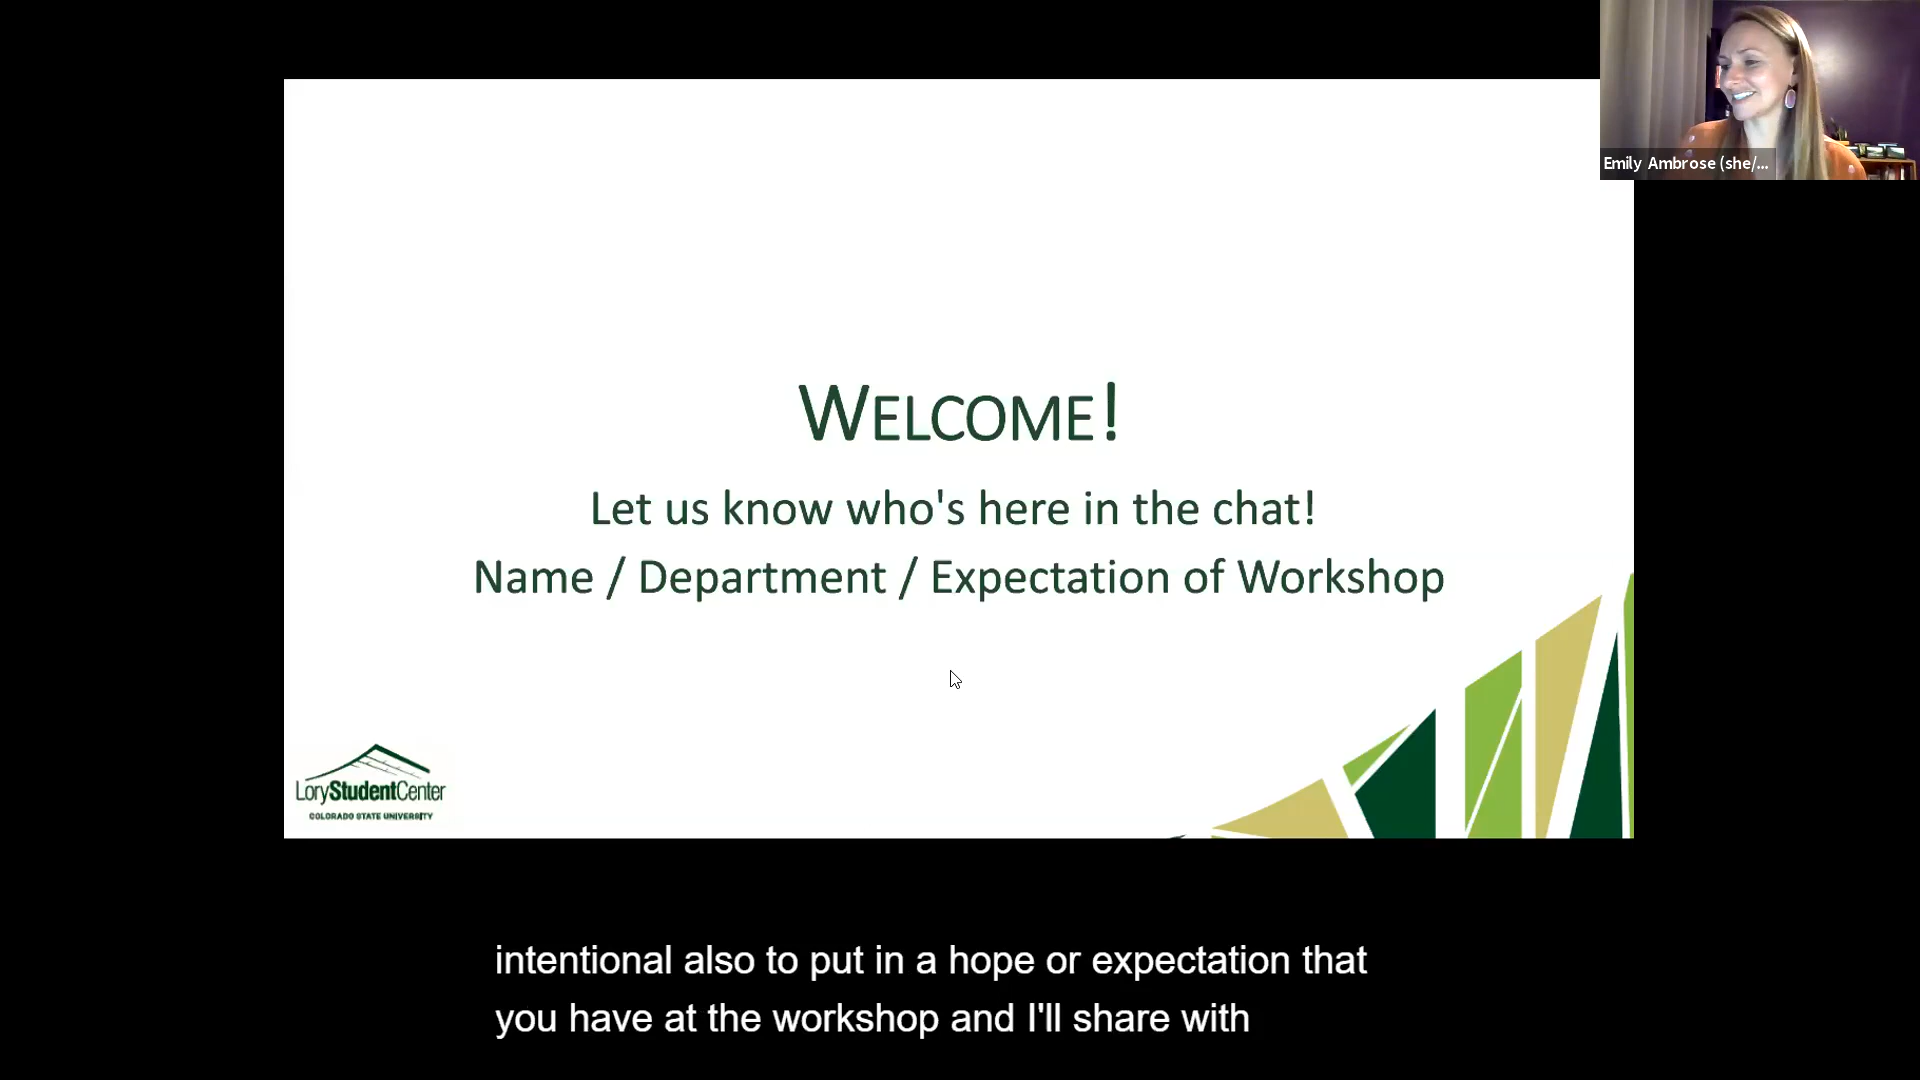 Emily Ambrose (she/...
WELCOME!
Let us know who's here in the chat!
Name / Department / Expectation of Workshop
LoryStudentCenter
COLORADO STATE UNIVERSITY
intentional also to put in a hope or expectation that
you have at the workshop and I'll share with